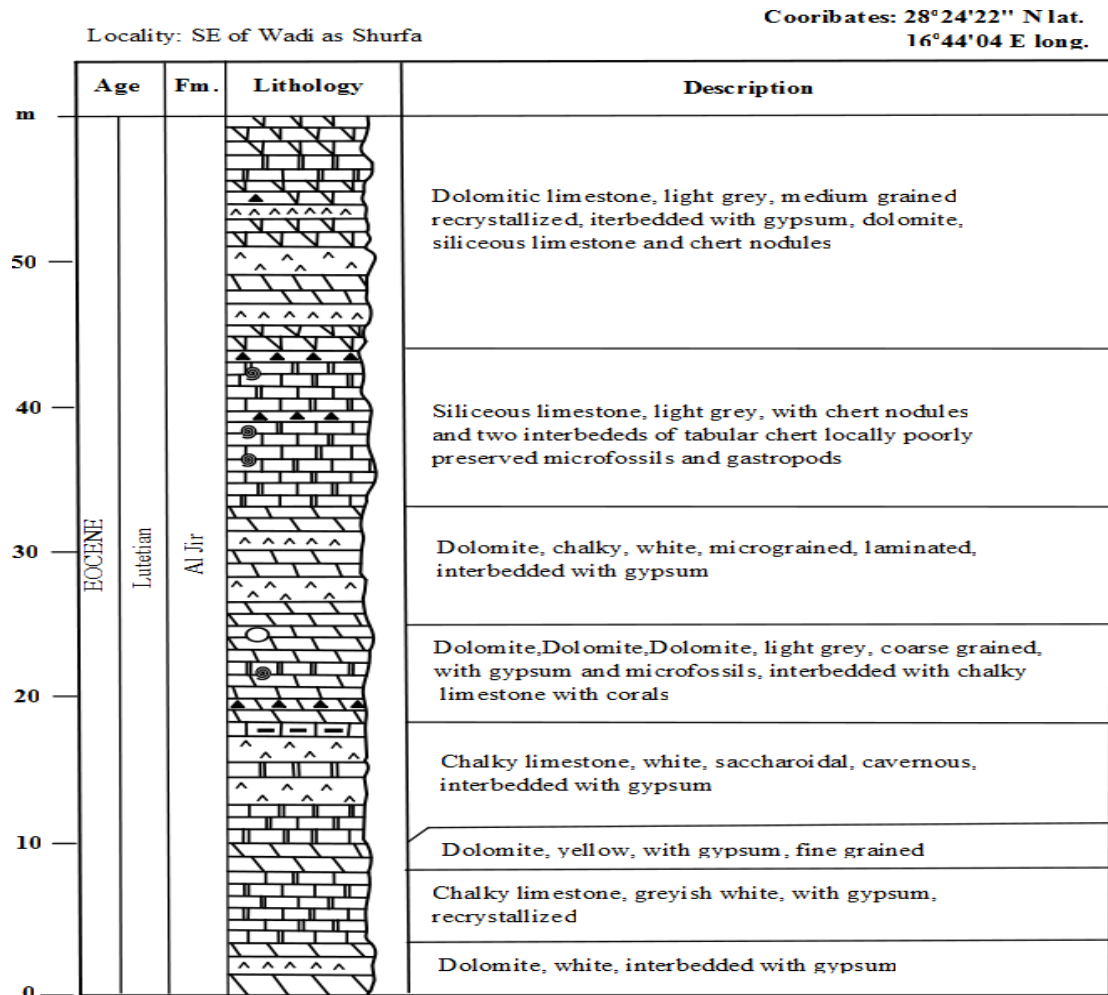 Locality: SE of Wadi as Shurfa
Cooribates: 28°24'22" N lat.
16°44'04 E long.
Age Fm. Lithology Description
m
Dolomitic limestone, light grey, medium grained
recrystallized, iterbedded with gypsum, dolomite,
siliceous limestone and chert nodules
50
40
Siliceous limestone, light grey, with chert nodules
and two interbededs of tabular chert locally poorly
preserved microfossils and gastropods
EOCENE
Lutetian
Al Jir
30
Dolomite, chalky, white, micrograined, laminated,
interbedded with gypsum
Dolomite,Dolomite,Dolomite, light grey, coarse grained,
with gypsum and microfossils, interbedded with chalky
limestone with corals
20
Chalky limestone, white, saccharoidal, cavernous,
interbedded with gypsum
10
Dolomite, yellow, with gypsum, fine grained
Chalky limestone, greyish white, with gypsum,
recrystallized
Dolomite, white, interbedded with gypsum
0